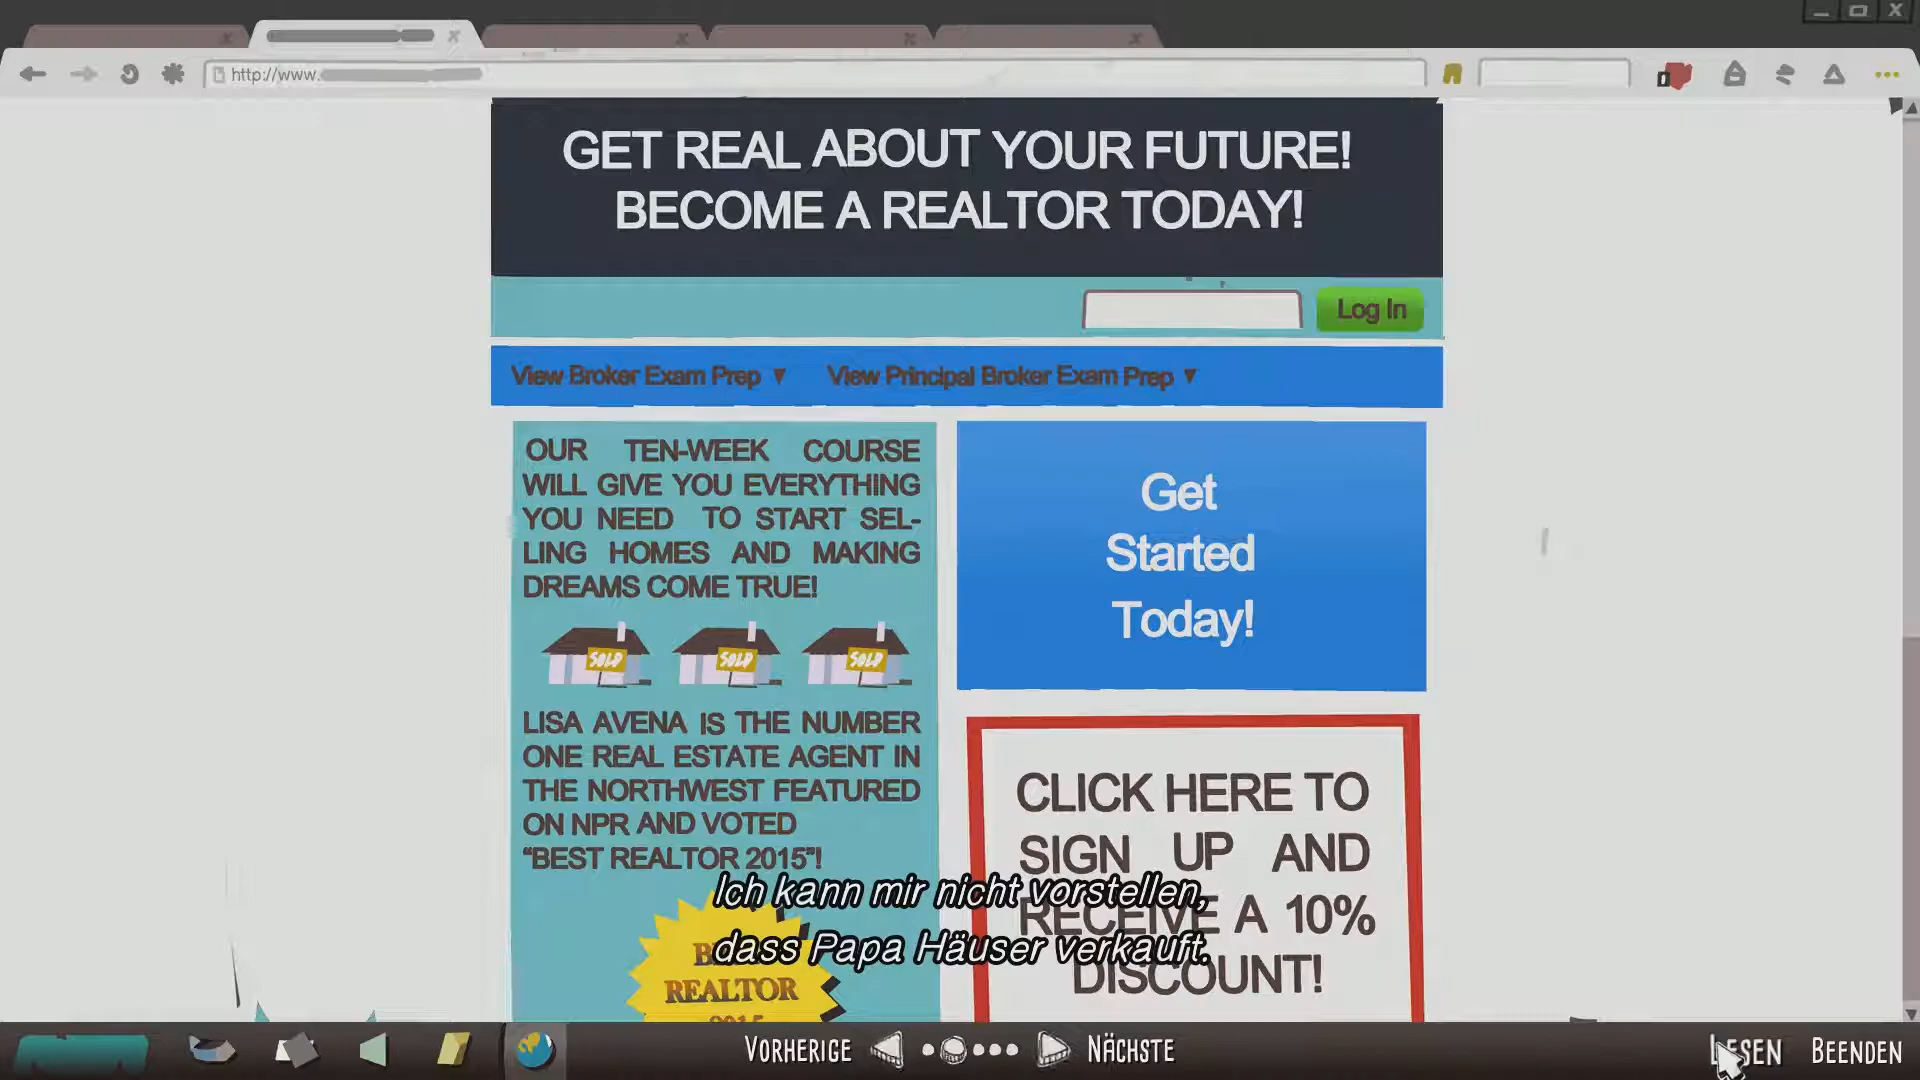 http://www.
GET REAL ABOUT YOUR FUTURE!
BECOME A REALTOR TODAY!
Log In
View Broker Exam Prep ▼ View Principal Broker Exam Prep ▼
OUR TEN-WEEK COURSE
WILL GIVE YOU EVERYTHING
YOU NEED TO START SEL-
LING HOMES AND MAKING
DREAMS COME TRUE!
SOLD SOLD SOLD
LISA AVENA IS THE NUMBER
ONE REAL ESTATE AGENT IN
THE NORTHWEST FEATURED
ON NPR AND VOTED
“BEST REALTOR 2015”!
REALTOR
2015
Get
Started
Today!
CLICK HERE TO
SIGN UP AND
RECEIVE A 10%
DISCOUNT!
Ich kann mir nicht vorstellen,
dass Papa Häuser verkauft.
VORHERIGE NÄCHSTE LESEN BEENDEN